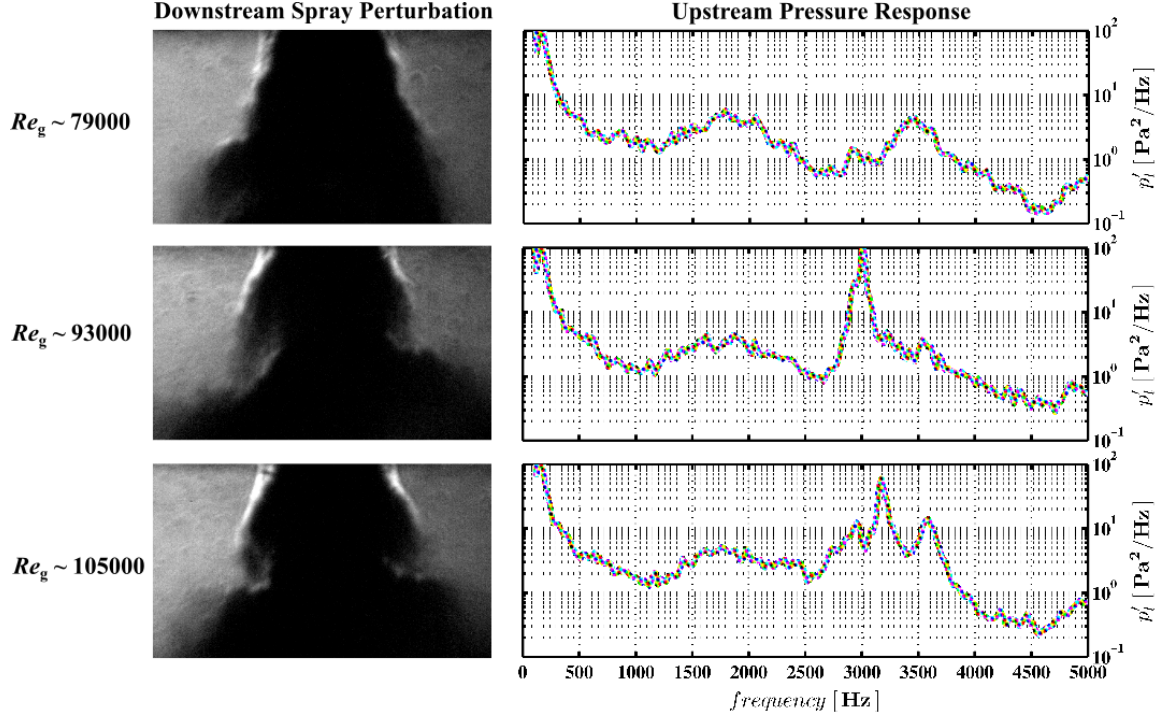 Downstream Spray Perturbation
Upstream Pressure Response
Re_g ~ 79000
10^2
10^1
10^0
10^-1
p'_l [Pa^2/Hz]
Re_g ~ 93000
10^2
10^1
10^0
10^-1
p'_l [Pa^2/Hz]
Re_g ~ 105000
10^2
10^1
10^0
10^-1
p'_l [Pa^2/Hz]
0 500 1000 1500 2000 2500 3000 3500 4000 4500 5000
frequency [Hz]